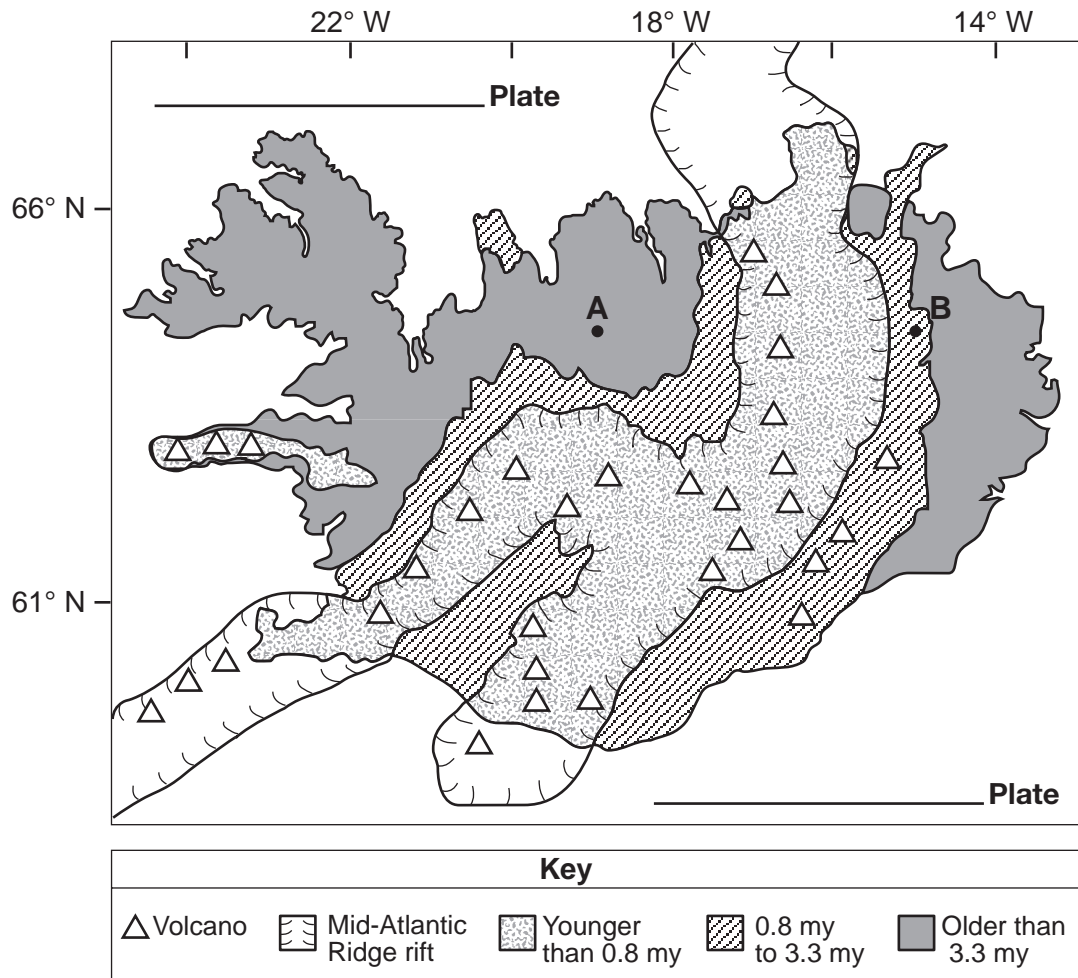 22° W 18° W 14° W
Plate
66° N
A
B
61° N
Plate
Key
Volcano
Mid-Atlantic
Ridge rift
Younger
than 0.8 my
0.8 my
to 3.3 my
Older than
3.3 my